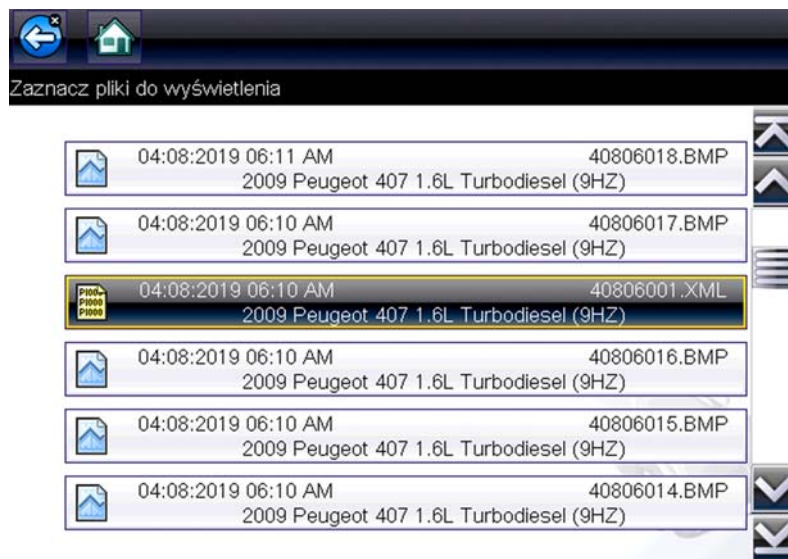 Zaznacz pliki do wyświetlenia
04:08:2019 06:11 AM 40806018.BMP
2009 Peugeot 407 1.6L Turbodiesel (9HZ)
04:08:2019 06:10 AM 40806017.BMP
2009 Peugeot 407 1.6L Turbodiesel (9HZ)
P100
P1000
P1000
04:08:2019 06:10 AM 40806001.XML
2009 Peugeot 407 1.6L Turbodiesel (9HZ)
04:08:2019 06:10 AM 40806016.BMP
2009 Peugeot 407 1.6L Turbodiesel (9HZ)
04:08:2019 06:10 AM 40806015.BMP
2009 Peugeot 407 1.6L Turbodiesel (9HZ)
04:08:2019 06:10 AM 40806014.BMP
2009 Peugeot 407 1.6L Turbodiesel (9HZ)